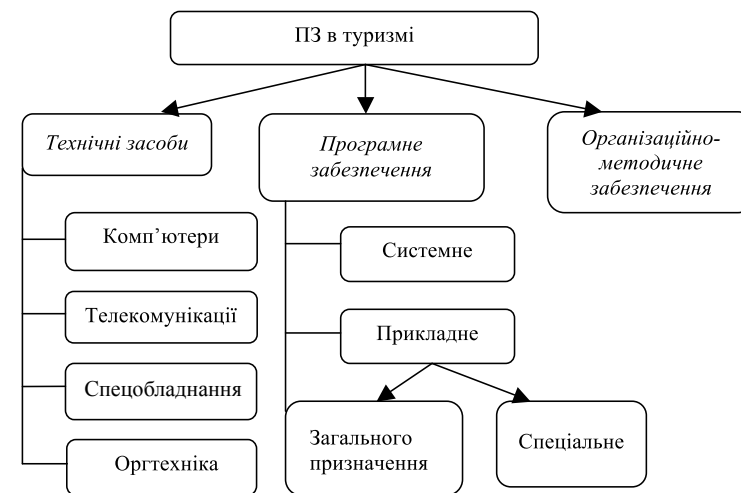 ПЗ в туризмі
Технічні засоби
Програмне
забезпечення
Організаційно-
методичне
забезпечення
Комп’ютери
Телекомунікації
Спецобладнання
Оргтехніка
Системне
Прикладне
Загального
призначення
Спеціальне